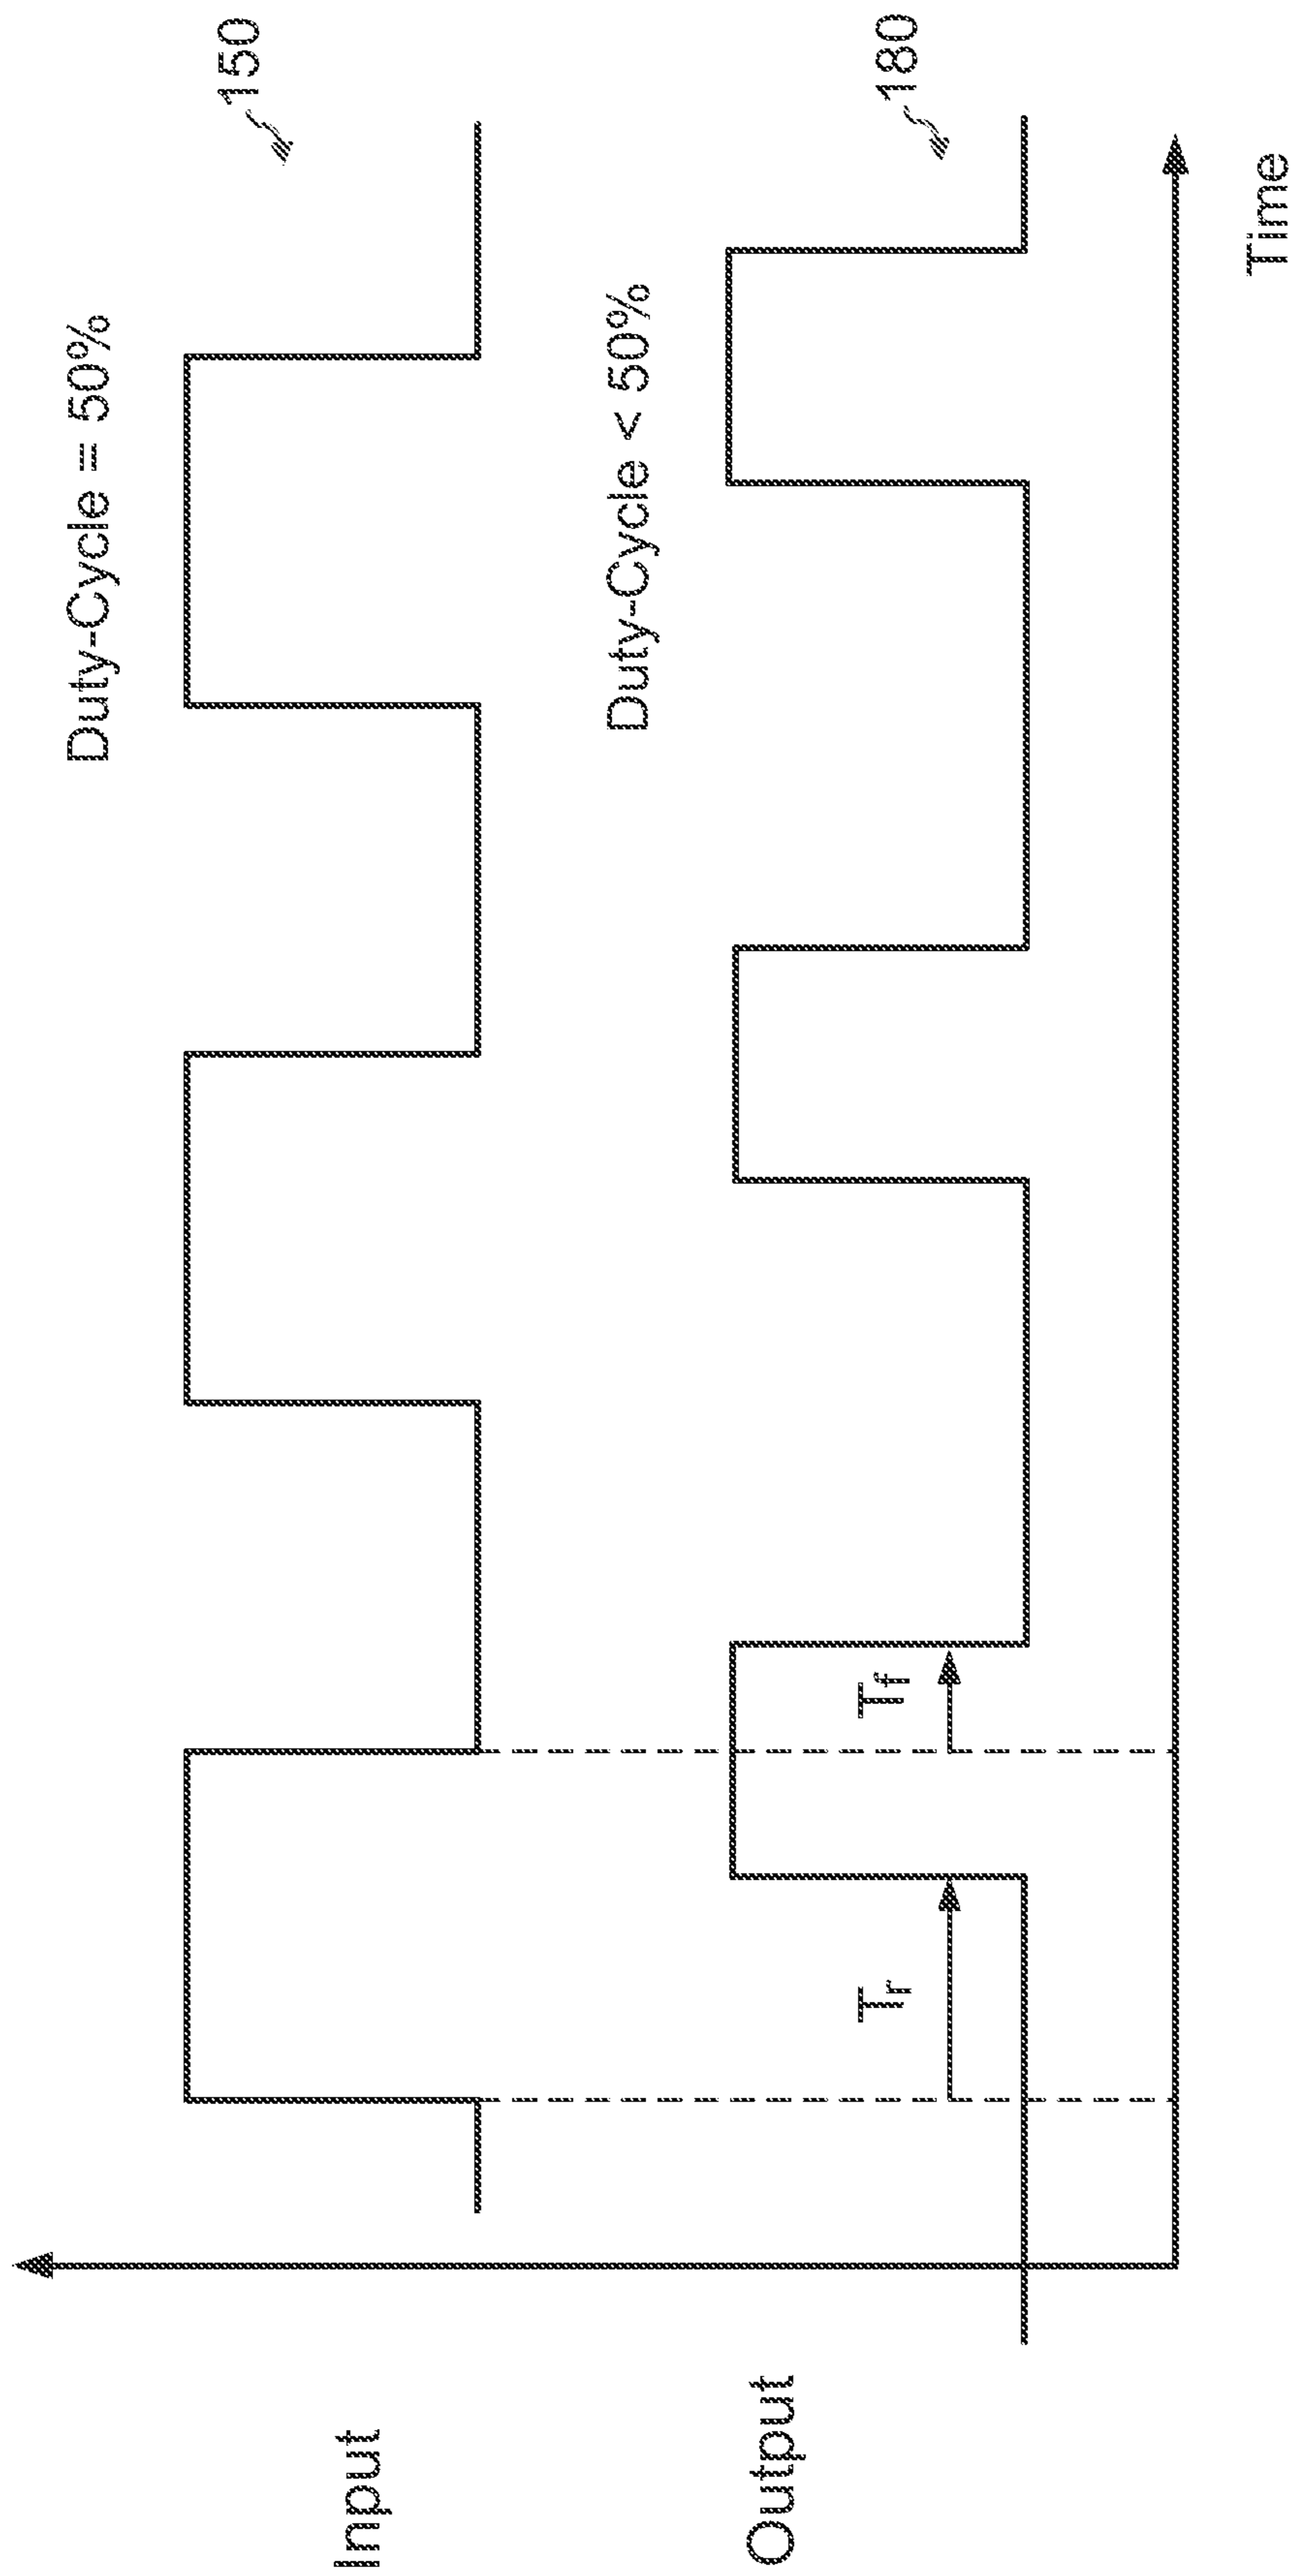 Duty-Cycle = 50%
150
Input
Duty-Cycle < 50%
180
Output
Tr
Tf
Time